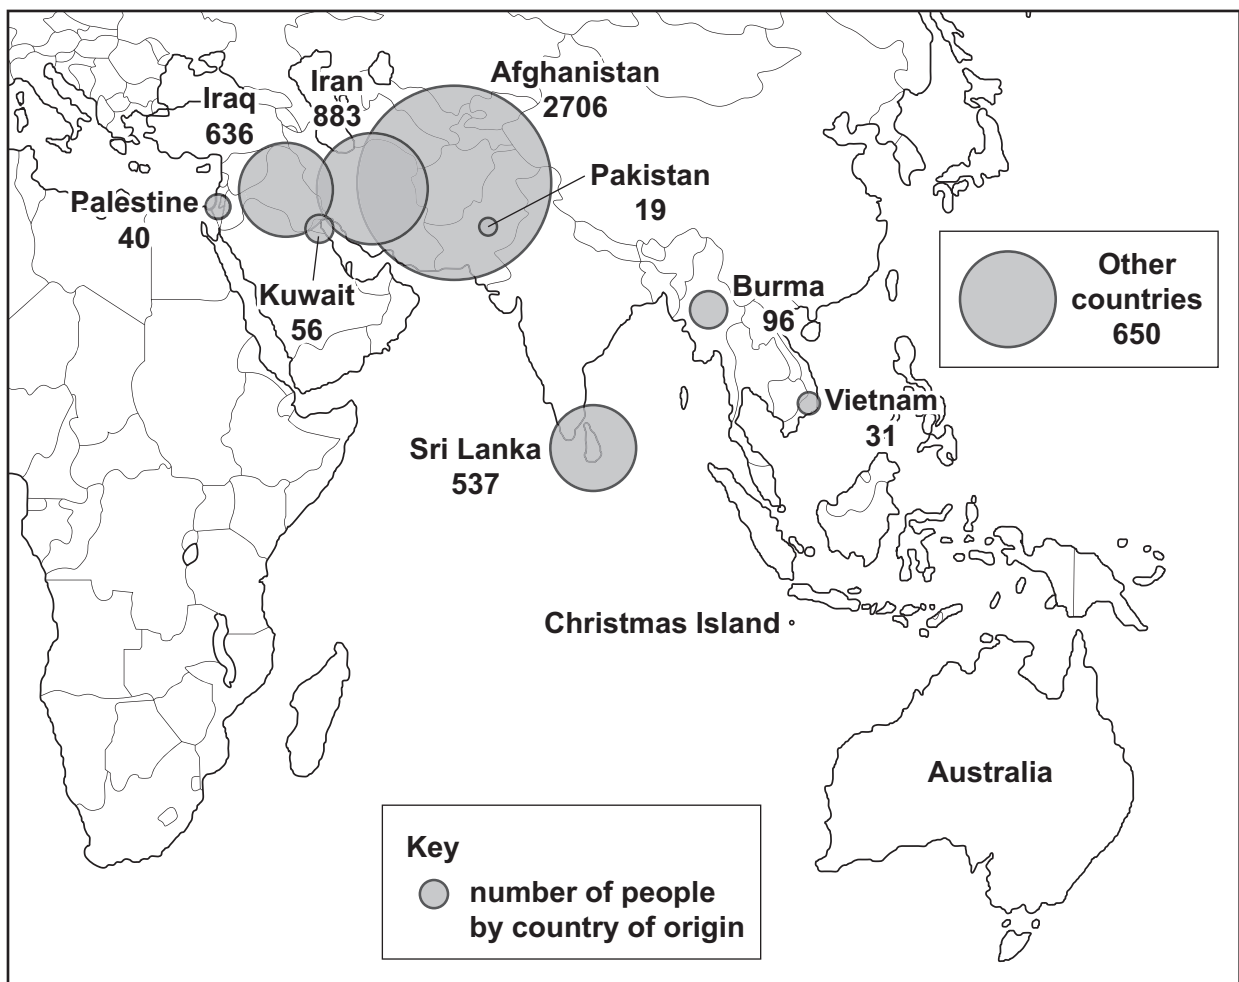 Afghanistan
2706
Iran
883
Iraq
636
Pakistan
19
Palestine
40
Other
countries
650
Kuwait
56
Burma
96
Vietnam
31
Sri Lanka
537
Christmas Island
Australia
Key
number of people
by country of origin